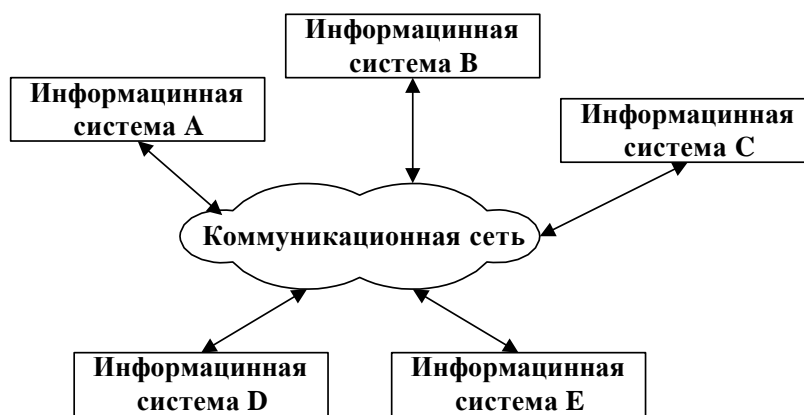 Информацинная
система B
Информацинная
система A
Информацинная
система C
Коммуникационная сеть
Информацинная
система D
Информацинная
система E